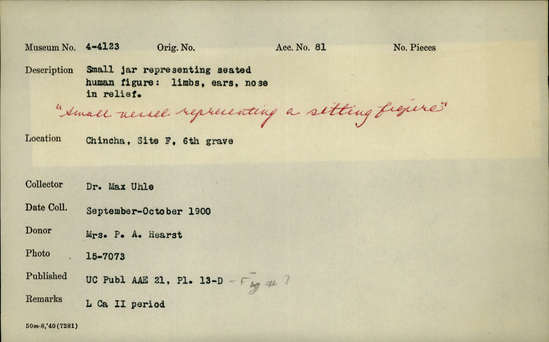 Museum No. 4-4123 Orig. No. Acc. No. 81 No. Pieces
Description Small jar representing seated
human figure: limbs, ears, nose
in relief.
"Small vessel representing a sitting figure"
Location Chincha, Site F, 6th grave
Collector Dr. Max Uhle
Date Coll. September-October 1900
Donor Mrs. P. A. Hearst
Photo 15-7073
Published UC Publ AAE 21, Pl. 13-D - Fig
Remarks L Ca II period
50m-8,'40(7281)